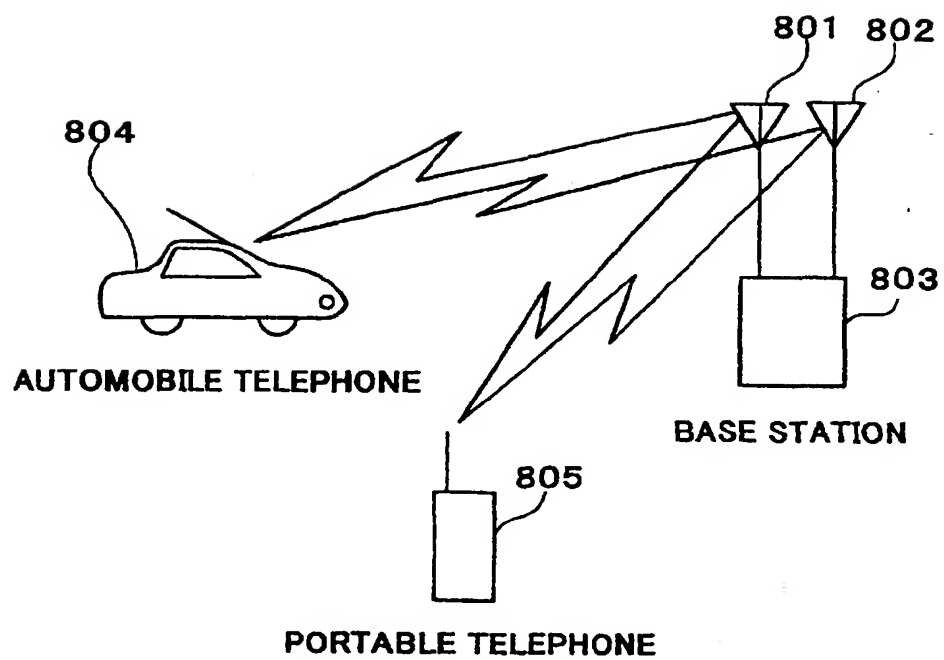 801 802
804
803
AUTOMOBILE TELEPHONE
BASE STATION
805
PORTABLE TELEPHONE